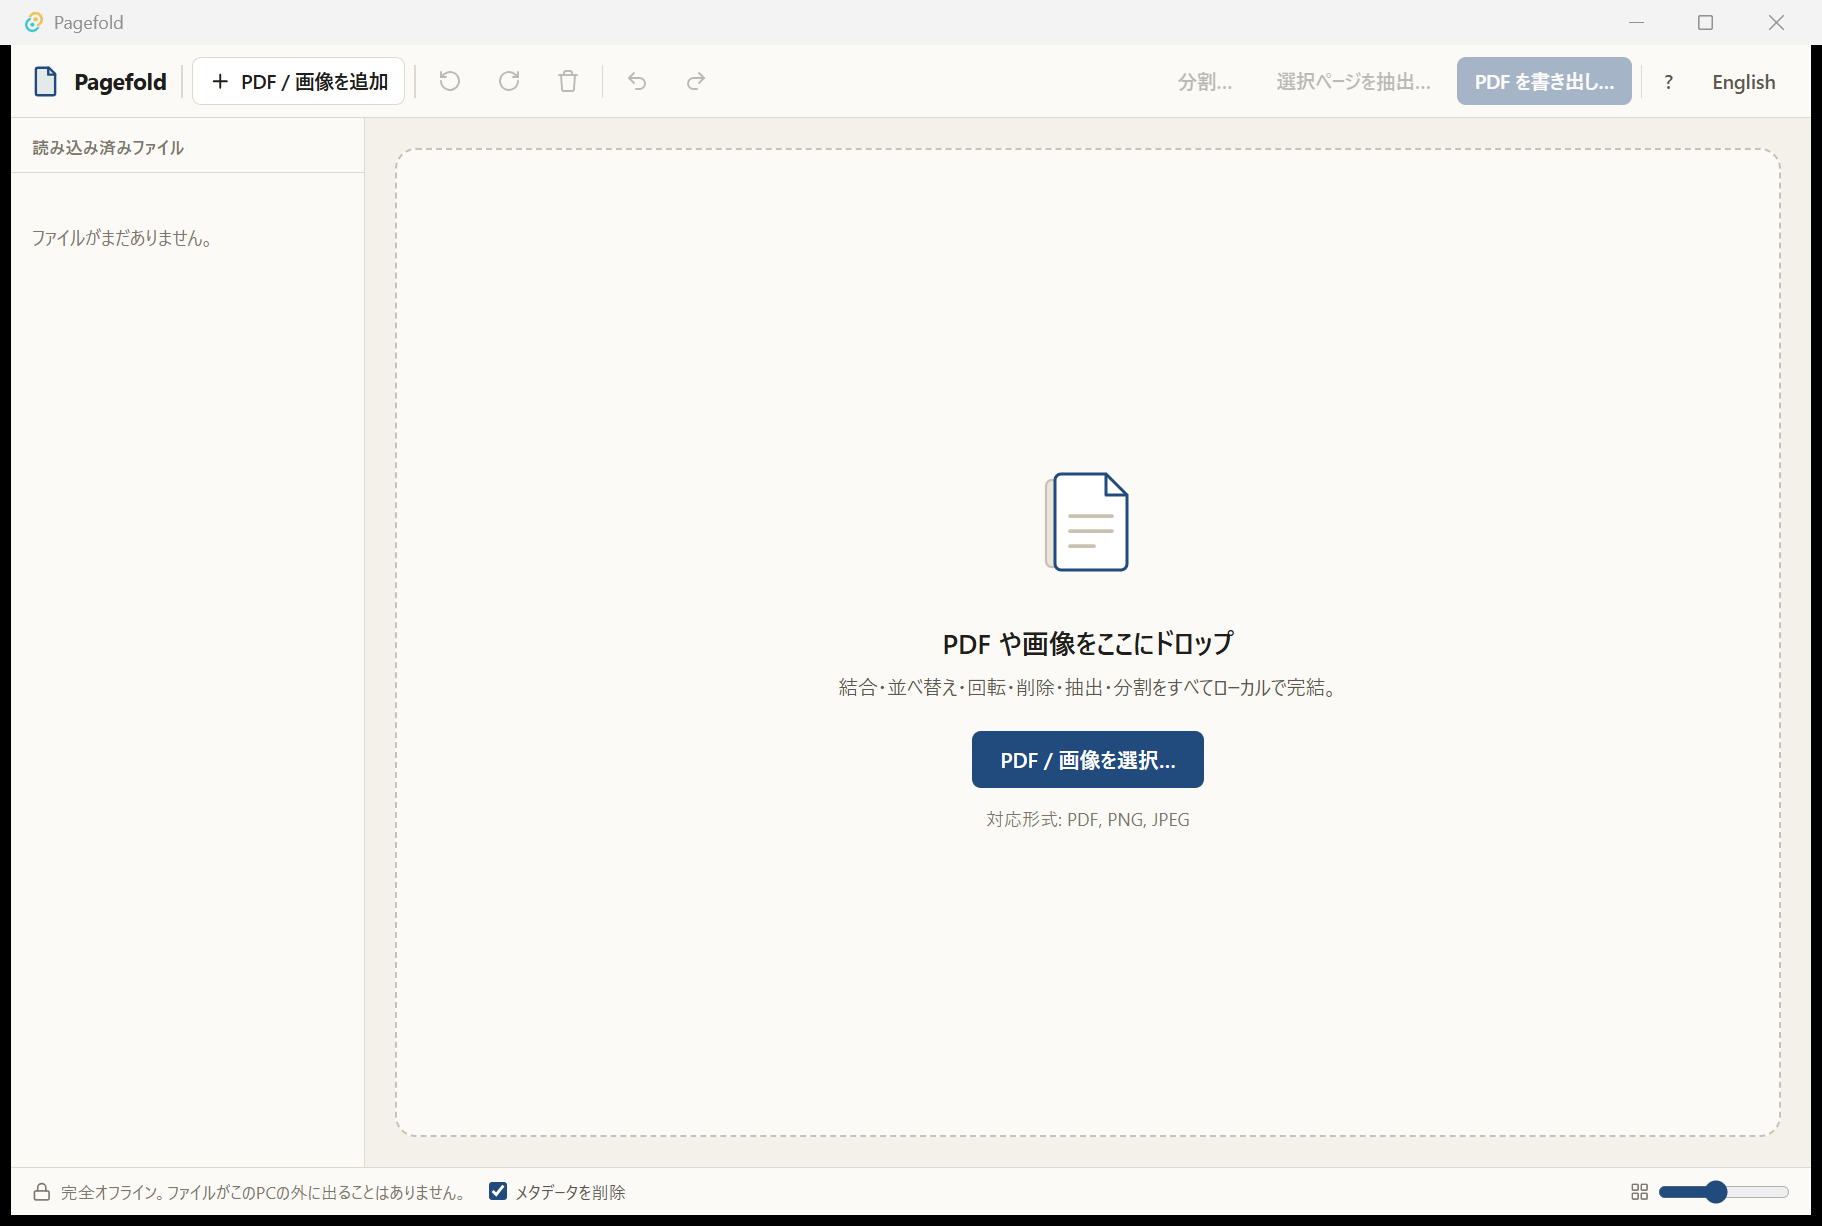 Pagefold
Pagefold
PDF / 画像を追加
分割...
選択ページを抽出...
PDF を書き出し...
?
English
読み込み済みファイル
ファイルがまだありません。
PDF や画像をここにドロップ
結合・並べ替え・回転・削除・抽出・分割をすべてローカルで完結。
PDF / 画像を選択...
対応形式: PDF, PNG, JPEG
完全オフライン。ファイルがこのPCの外に出ることはありません。
メタデータを削除